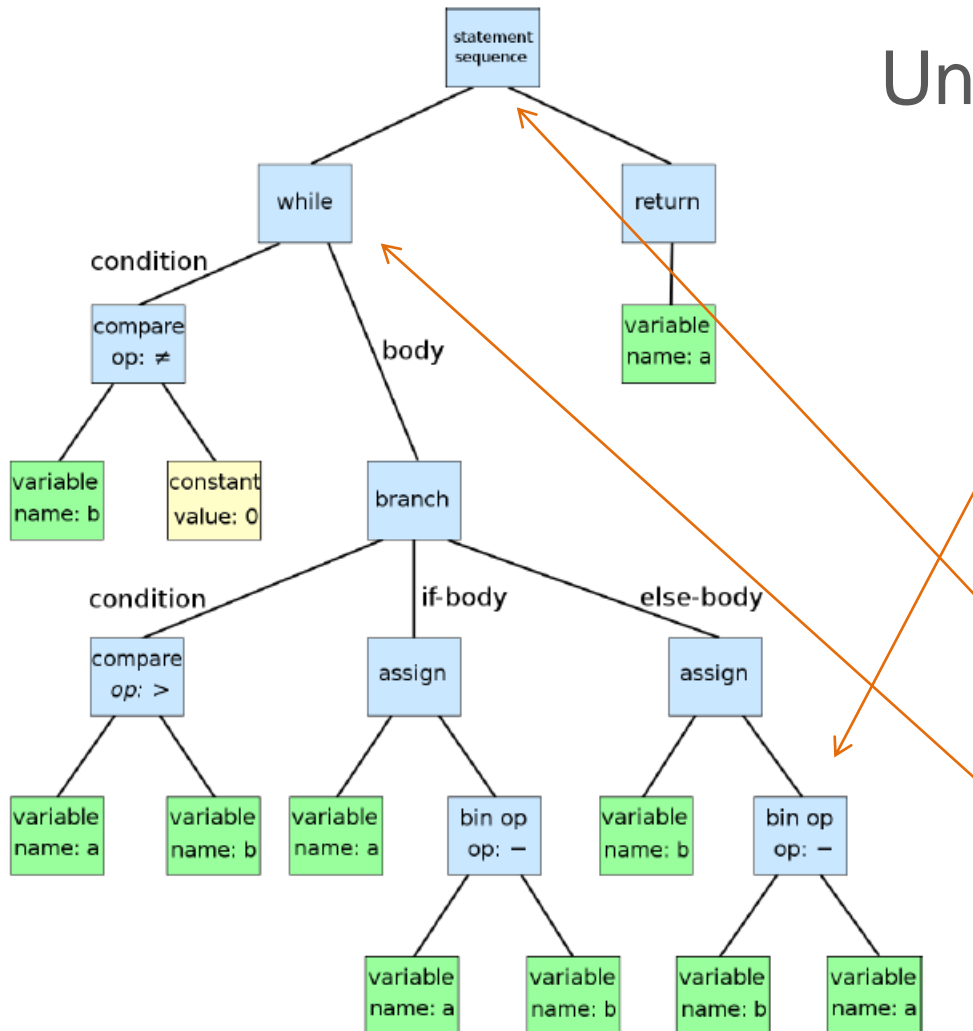 statement
sequence
Un
while
return
condition
compare
op: ≠
body
variable
name: a
variable
name: b
constant
value: 0
branch
condition
if-body
else-body
compare
op: >
assign
assign
variable
name: a
variable
name: b
variable
name: a
bin op
op: −
variable
name: b
bin op
op: −
variable
name: a
variable
name: b
variable
name: b
variable
name: a